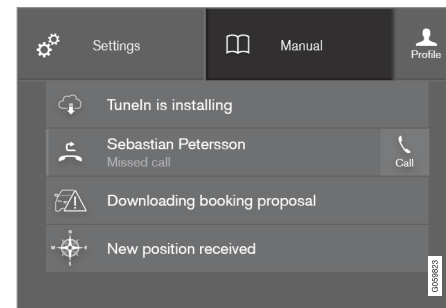 Settings
Manual
Profile
TuneIn is installing
Sebastian Petersson
Missed call
Call
Downloading booking proposal
New position received
G059823